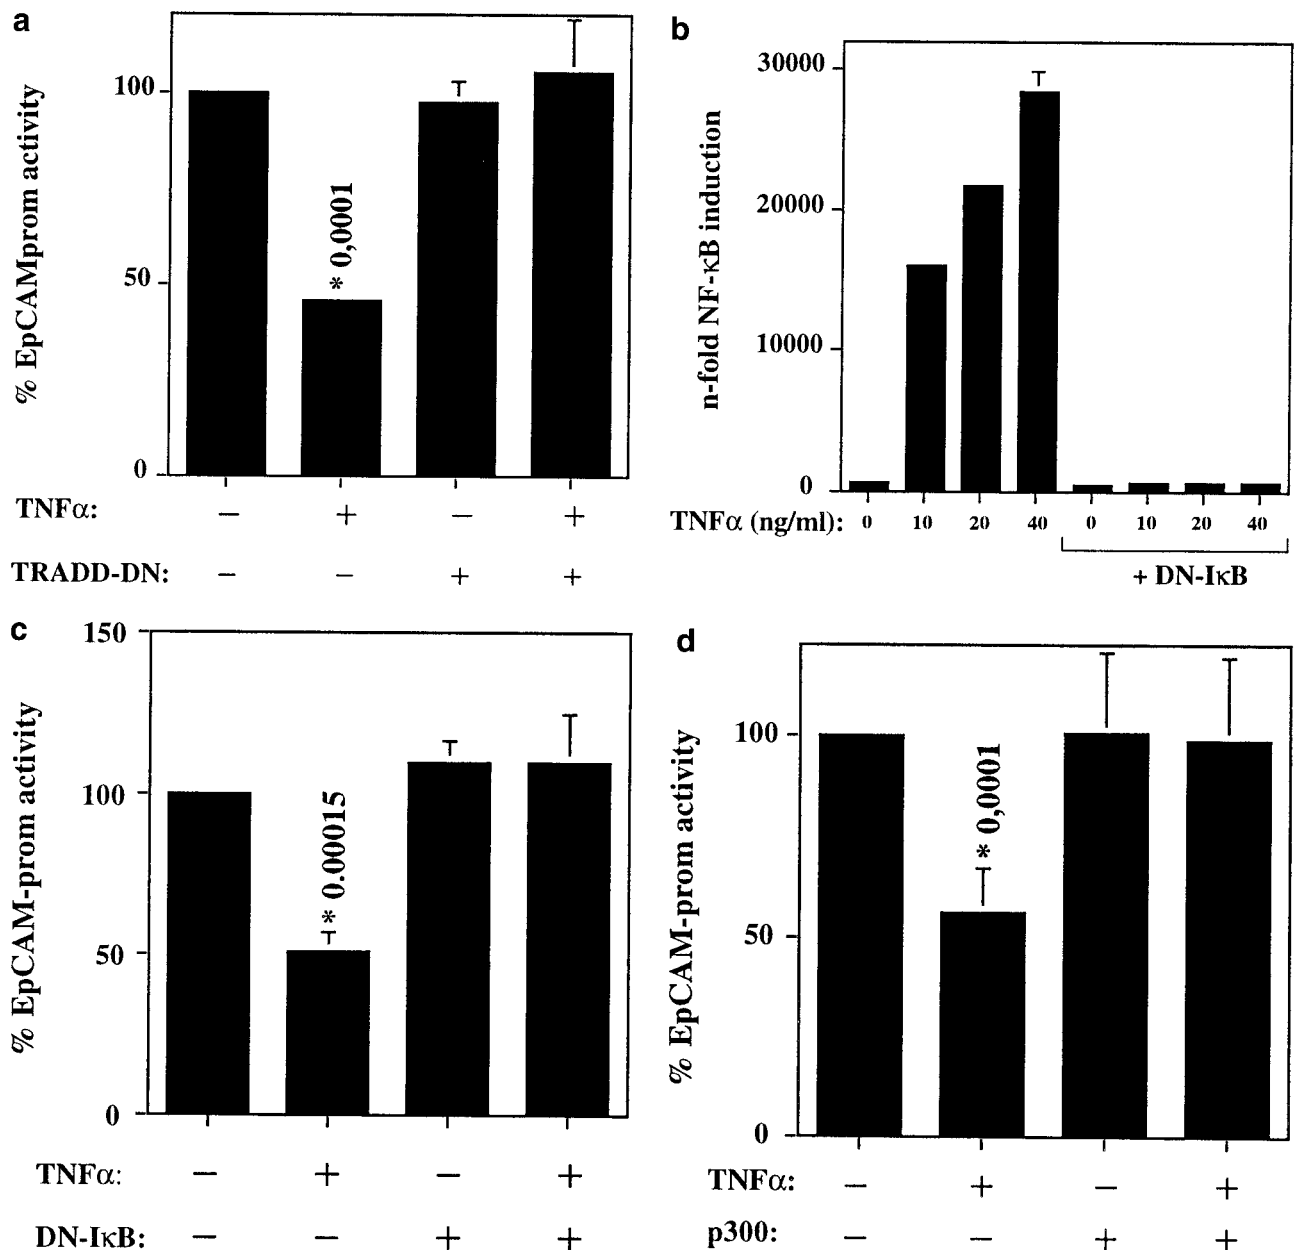 a
% EpCAMprom activity
100
50
0
* 0,0001
TNFα: − + − +
TRADD-DN: − − + +
b
n-fold NF-κB induction
30000
20000
10000
0
TNFα (ng/ml): 0 10 20 40 0 10 20 40
+ DN-IκB
c
% EpCAM-prom activity
150
100
50
0
* 0.00015
TNFα: − + − +
DN-IκB: − − + +
d
% EpCAM-prom activity
100
50
0
* 0,0001
TNFα: − + − +
p300: − − + +